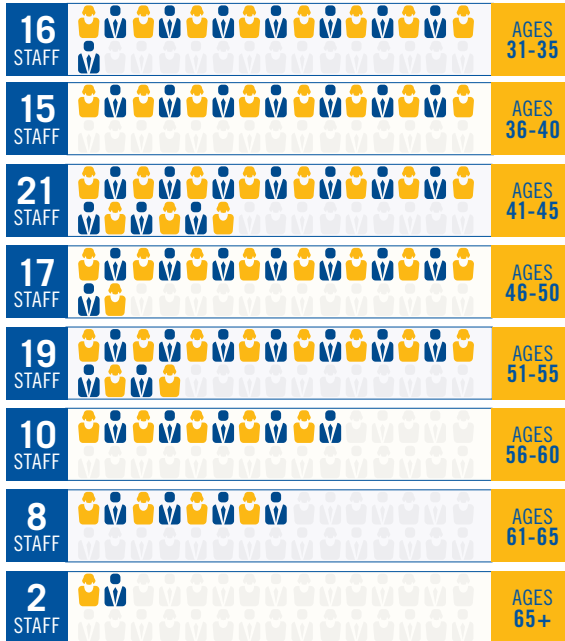 16
STAFF
AGES
31-35
15
STAFF
AGES
36-40
21
STAFF
AGES
41-45
17
STAFF
AGES
46-50
19
STAFF
AGES
51-55
10
STAFF
AGES
56-60
8
STAFF
AGES
61-65
2
STAFF
AGES
65+